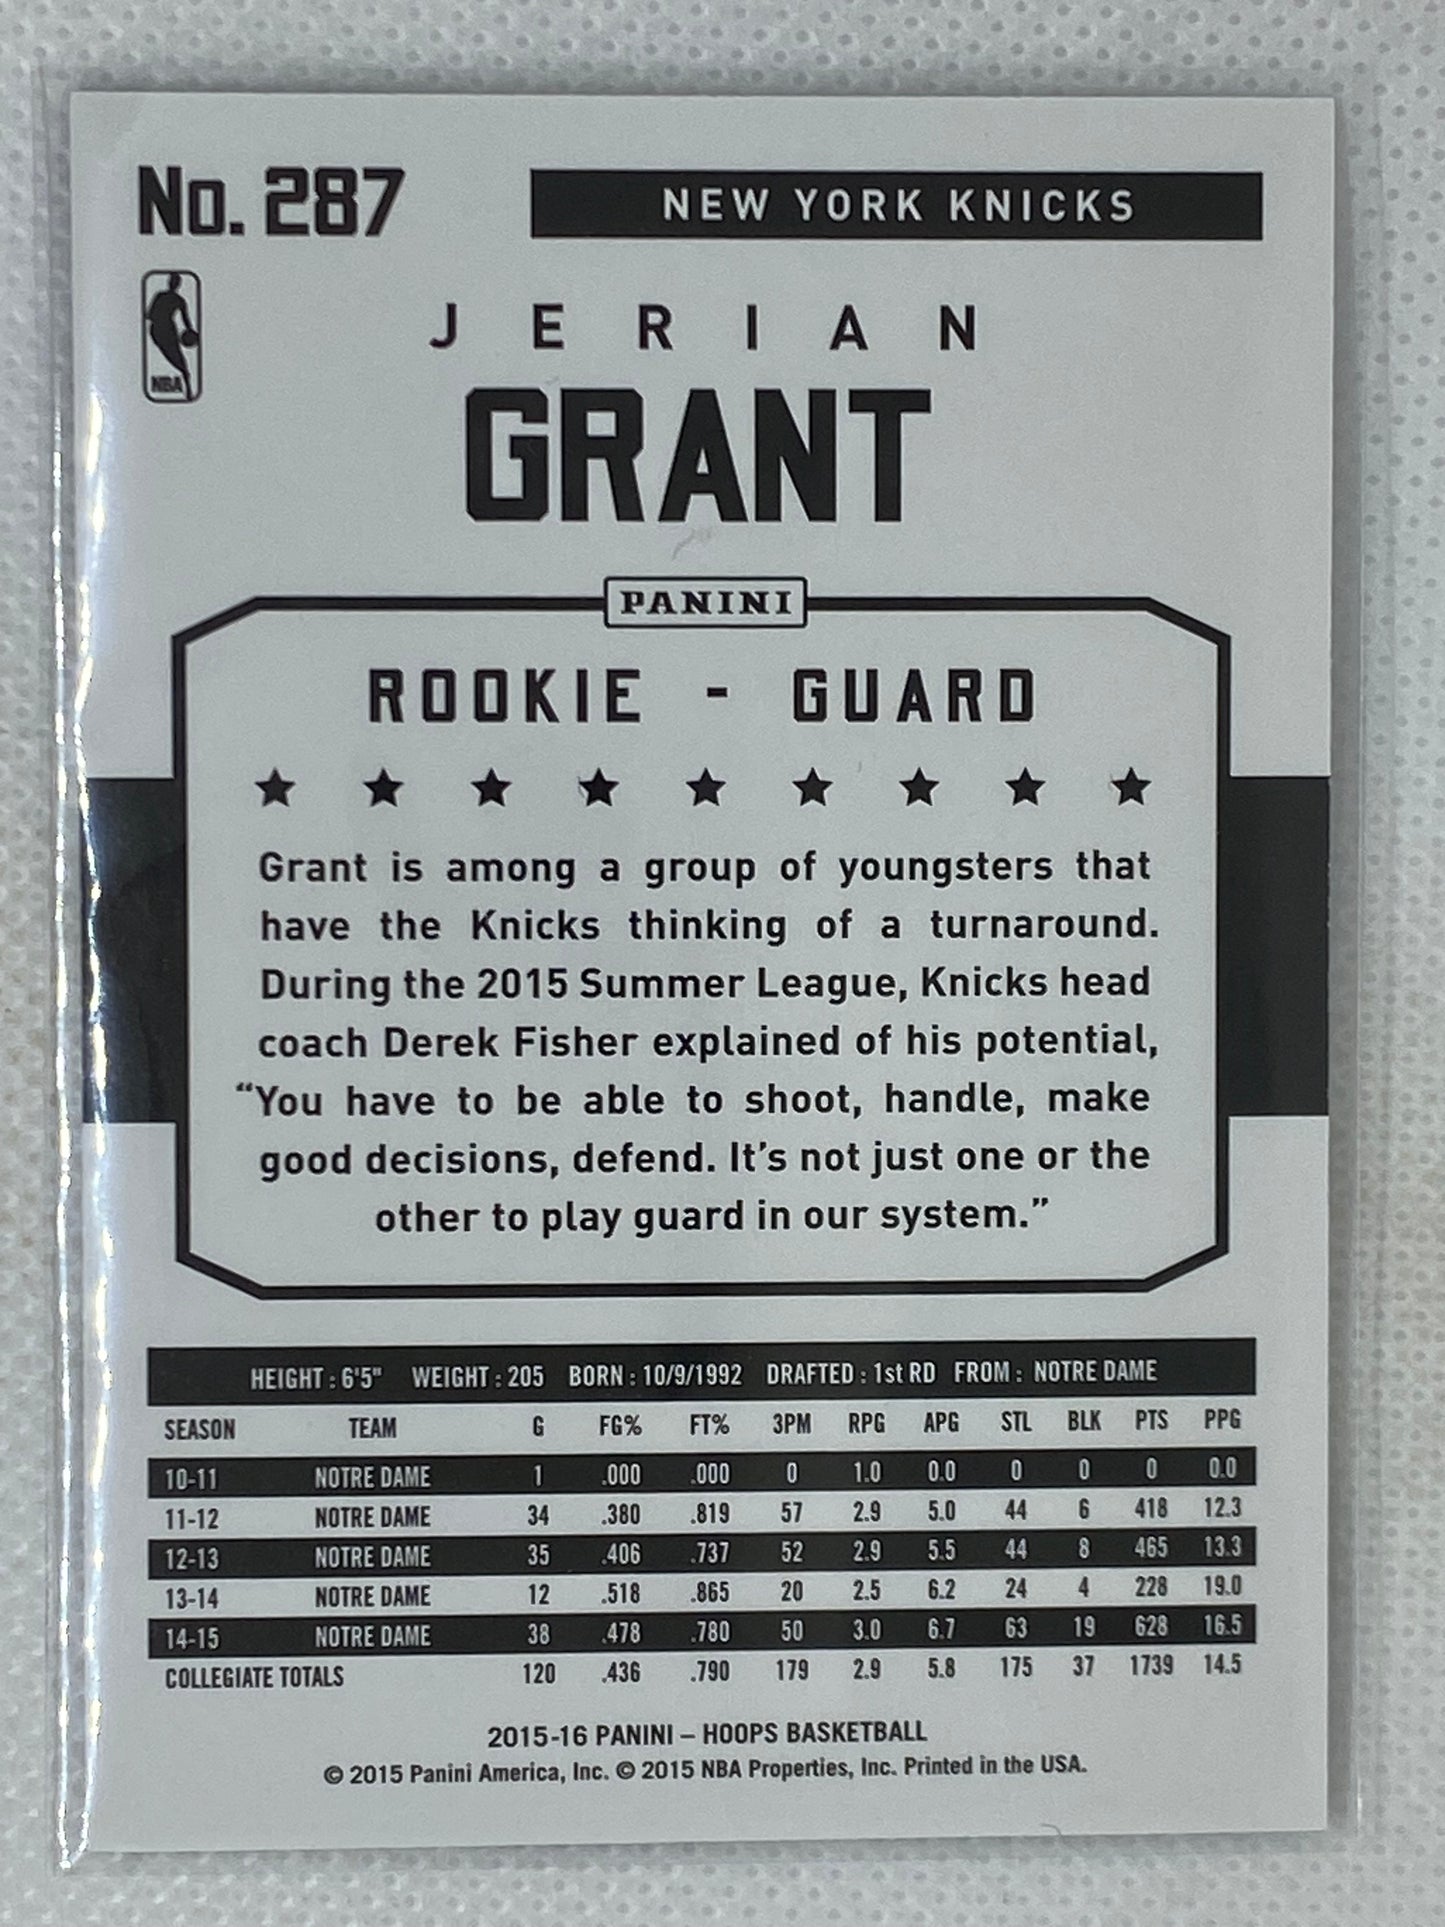 No. 287
NEW YORK KNICKS
NBA
JERIAN
GRANT
PANINI
ROOKIE - GUARD
Grant is among a group of youngsters that
have the Knicks thinking of a turnaround.
During the 2015 Summer League, Knicks head
coach Derek Fisher explained of his potential,
“You have to be able to shoot, handle, make
good decisions, defend. It’s not just one or the
other to play guard in our system.”
HEIGHT : 6'5" WEIGHT : 205 BORN : 10/9/1992 DRAFTED : 1st RD FROM : NOTRE DAME
SEASON TEAM G FG% FT% 3PM RPG APG STL BLK PTS PPG
10-11 NOTRE DAME 1 .000 .000 0 1.0 0.0 0 0 0 0.0
11-12 NOTRE DAME 34 .380 .819 57 2.9 5.0 44 6 418 12.3
12-13 NOTRE DAME 35 .406 .737 52 2.9 5.5 44 8 465 13.3
13-14 NOTRE DAME 12 .518 .865 20 2.5 6.2 24 4 228 19.0
14-15 NOTRE DAME 38 .478 .780 50 3.0 6.7 63 19 628 16.5
COLLEGIATE TOTALS 120 .436 .790 179 2.9 5.8 175 37 1739 14.5
2015-16 PANINI – HOOPS BASKETBALL
© 2015 Panini America, Inc. © 2015 NBA Properties, Inc. Printed in the USA.